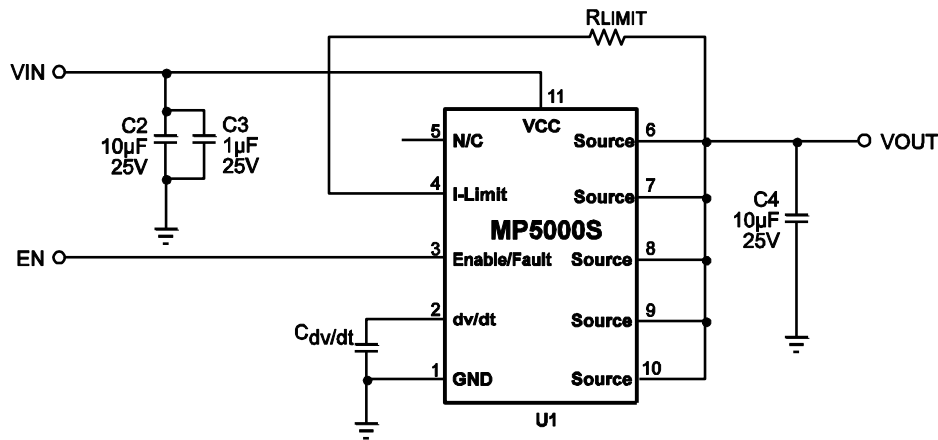 RLIMIT
VIN
11
VCC
C2
10µF
25V
C3
1µF
25V
5
N/C
Source
6
VOUT
4
I-Limit
Source
7
C4
10µF
25V
MP5000S
EN
3
Enable/Fault
Source
8
2
dv/dt
Source
9
Cdv/dt
1
GND
Source
10
U1